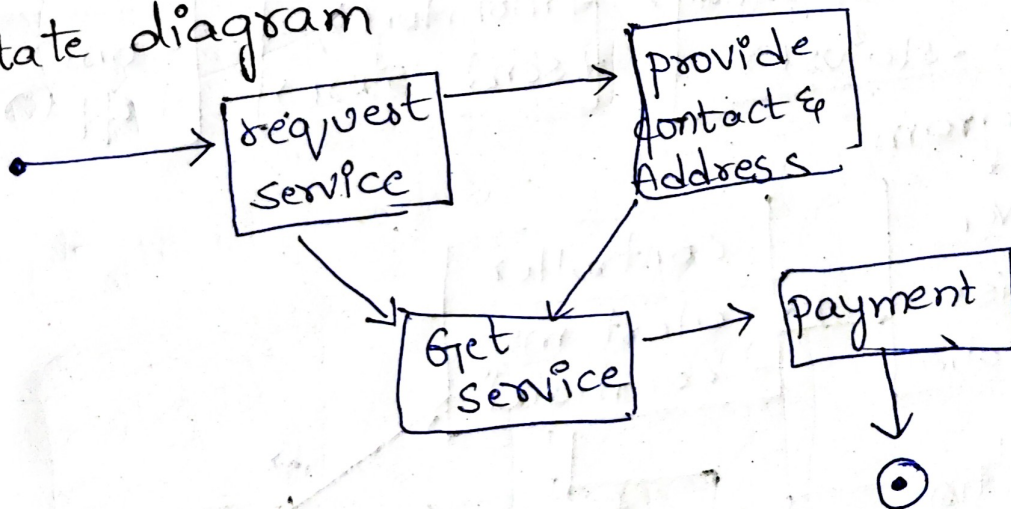 tate diagram
request
service
provide
contact &
Address
Get
service
payment